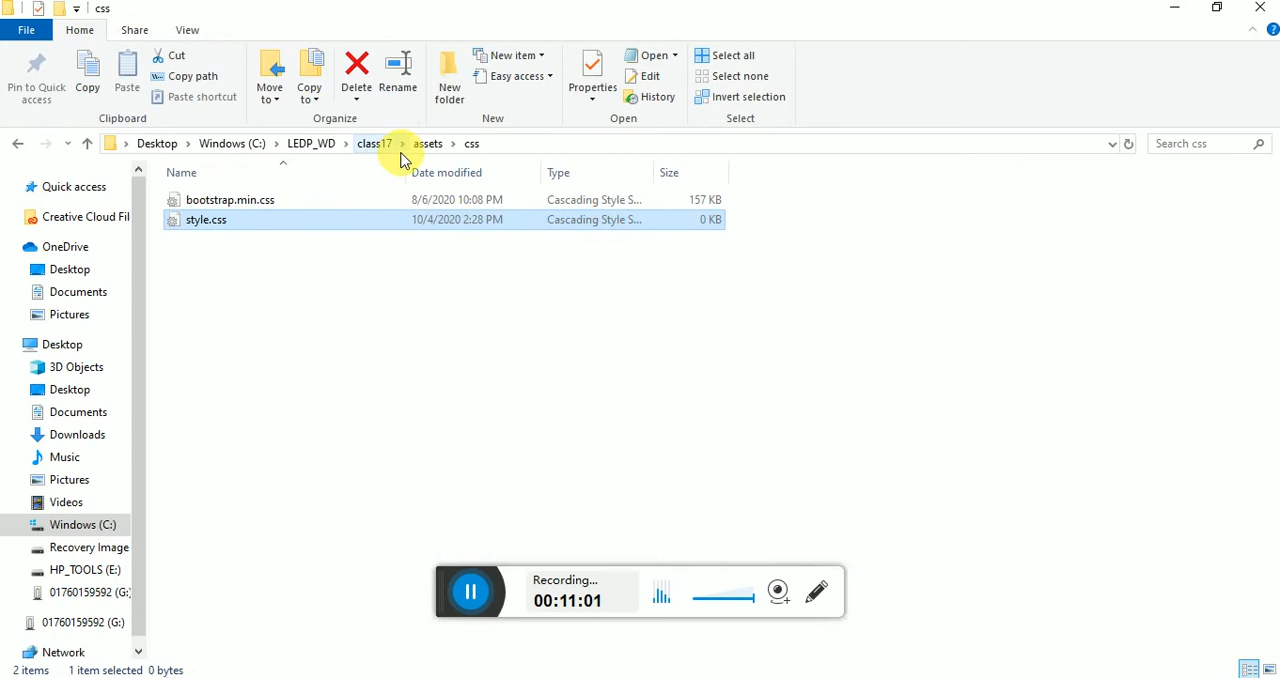 css
File Home Share View
Pin to Quick access
Copy
Paste
Cut
Copy path
Paste shortcut
Move to
Copy to
Delete
Rename
New folder
New item
Easy access
Properties
Open
Edit
History
Select all
Select none
Invert selection
Clipboard Organize New Open Select
Desktop Windows (C:) LEDP_WD class17 assets css
Search css
Name Date modified Type Size
bootstrap.min.css 8/6/2020 10:08 PM Cascading Style S... 157 KB
style.css 10/4/2020 2:28 PM Cascading Style S... 0 KB
Quick access
Creative Cloud Fil
OneDrive
Desktop
Documents
Pictures
Desktop
3D Objects
Desktop
Documents
Downloads
Music
Pictures
Videos
Windows (C:)
Recovery Image
HP_TOOLS (E:)
01760159592 (G:)
01760159592 (G:)
Network
Recording...
00:11:01
2 items 1 item selected 0 bytes